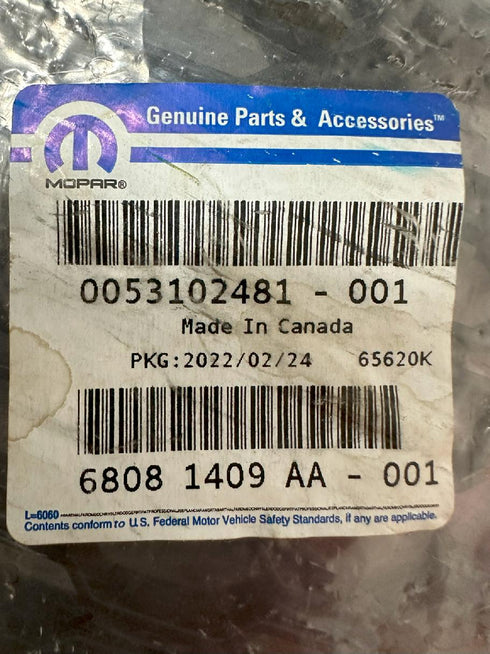 Genuine Parts & Accessories™
MOPAR®
0053102481 - 001
Made In Canada
PKG:2022/02/24 65620K
6808 1409 AA - 001
L=6060
Contents conform to U.S. Federal Motor Vehicle Safety Standards, if any are applicable.